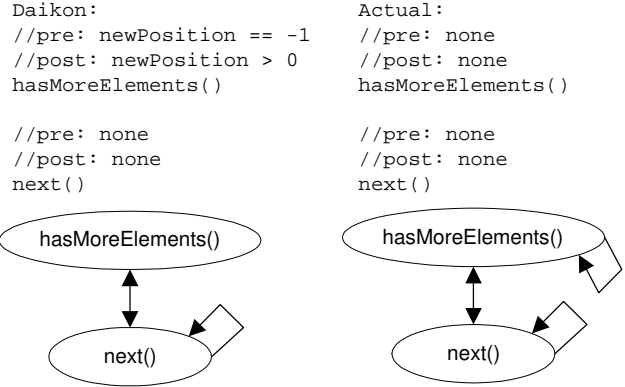 Daikon:
//pre: newPosition == -1
//post: newPosition > 0
hasMoreElements()
//pre: none
//post: none
next()
hasMoreElements()
next()
Actual:
//pre: none
//post: none
hasMoreElements()
//pre: none
//post: none
next()
hasMoreElements()
next()